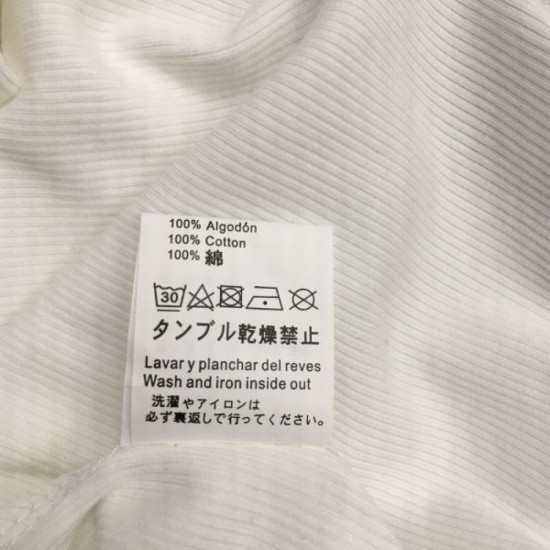 100% Algodón
100% Cotton
100% 綿
30
タンブル乾燥禁止
Lavar y planchar del reves
Wash and iron inside out
洗濯やアイロンは
必ず裏返しで行ってください。